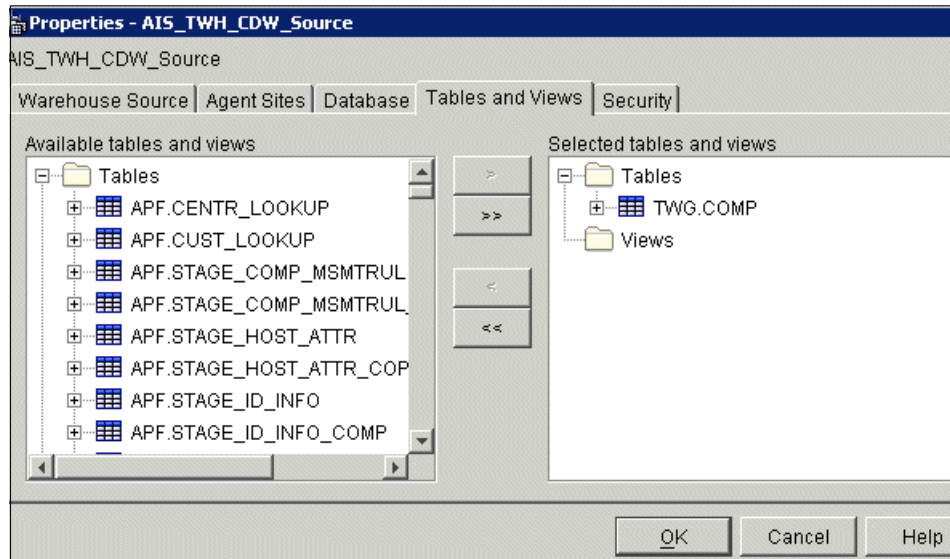 Properties - AIS_TWH_CDW_Source
AIS_TWH_CDW_Source
Warehouse Source Agent Sites Database Tables and Views Security
Available tables and views
Tables
APF.CENTR_LOOKUP
APF.CUST_LOOKUP
APF.STAGE_COMP_MSMTRUL
APF.STAGE_COMP_MSMTRUL_
APF.STAGE_HOST_ATTR
APF.STAGE_HOST_ATTR_COP
APF.STAGE_ID_INFO
APF.STAGE_ID_INFO_COMP
>
>>
<
<<
Selected tables and views
Tables
TWG.COMP
Views
OK Cancel Help